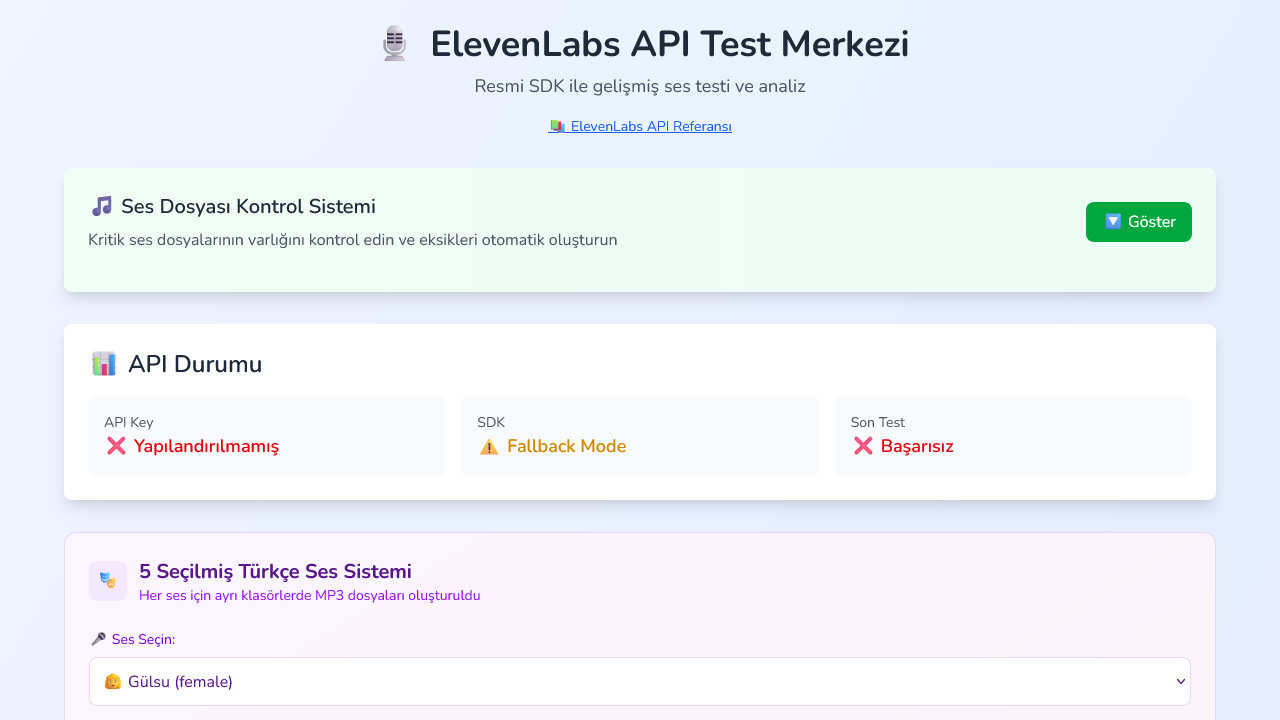 ElevenLabs API Test Merkezi
Resmi SDK ile gelişmiş ses testi ve analiz
ElevenLabs API Referansı
Ses Dosyası Kontrol Sistemi
Kritik ses dosyalarının varlığını kontrol edin ve eksikleri otomatik oluşturun
Göster
API Durumu
API Key
Yapılandırılmamış
SDK
Fallback Mode
Son Test
Başarısız
5 Seçilmiş Türkçe Ses Sistemi
Her ses için ayrı klasörlerde MP3 dosyaları oluşturuldu
Ses Seçin:
Gülsu (female)